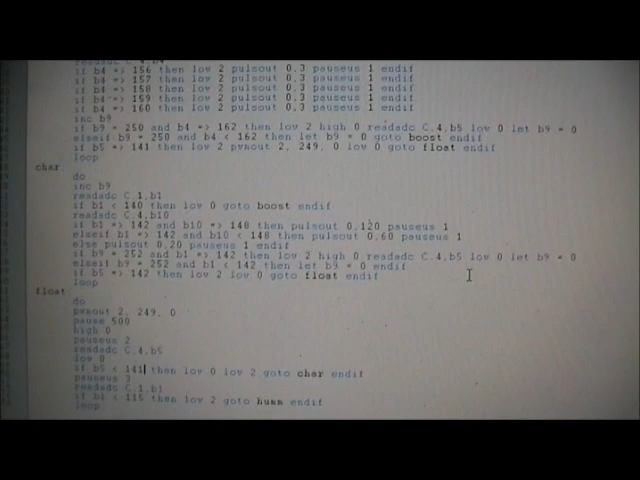 readadc C.4,b4
if b4 => 156 then low 2 pulsout 0,3 pauseus 1 endif
if b4 => 157 then low 2 pulsout 0,3 pauseus 1 endif
if b4 => 158 then low 2 pulsout 0,3 pauseus 1 endif
if b4 => 159 then low 2 pulsout 0,3 pauseus 1 endif
if b4 => 160 then low 2 pulsout 0,3 pauseus 1 endif
inc b9
if b9 = 250 and b4 => 162 then low 2 high 0 readadc C.4,b5 low 0 let b9 = 0
elseif b9 = 250 and b4 < 162 then let b9 = 0 goto boost endif
if b5 => 141 then low 2 pwmout 2, 249, 0 low 0 goto float endif
loop
char:
do
inc b9
readadc C.1,b1
if b1 < 140 then low 0 goto boost endif
readadc C.4,b10
if b1 => 142 and b10 => 148 then pulsout 0,120 pauseus 1
elseif b1 => 142 and b10 < 148 then pulsout 0,60 pauseus 1
else pulsout 0,20 pauseus 1 endif
if b9 = 252 and b1 => 142 then low 2 high 0 readadc C.4,b5 low 0 let b9 = 0
elseif b9 = 252 and b1 < 142 then let b9 = 0 endif
if b5 => 142 then low 2 low 0 goto float endif
loop
float:
do
pwmout 2, 249, 0
pause 500
high 0
pauseus 2
readadc C.4,b5
low 0
if b5 < 141 then low 0 low 2 goto char endif
pauseus 3
readadc C.1,b1
if b1 < 115 then low 2 goto huan endif
loop